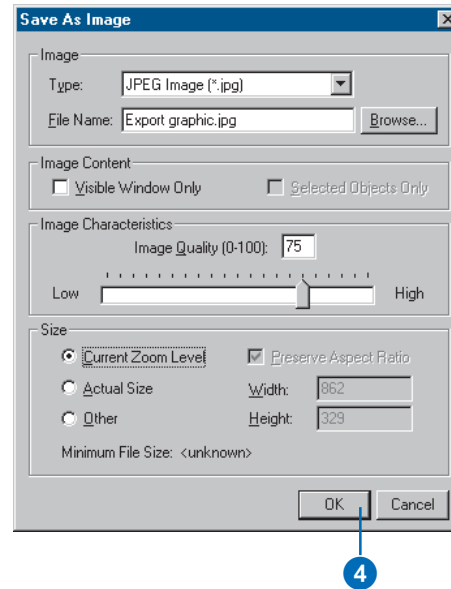 Save As Image
Image
Type: JPEG Image (*.jpg)
File Name: Export graphic.jpg Browse...
Image Content
Visible Window Only Selected Objects Only
Image Characteristics
Image Quality (0-100): 75
Low High
Size
Current Zoom Level Preserve Aspect Ratio
Actual Size Width: 862
Other Height: 329
Minimum File Size: <unknown>
OK Cancel
4